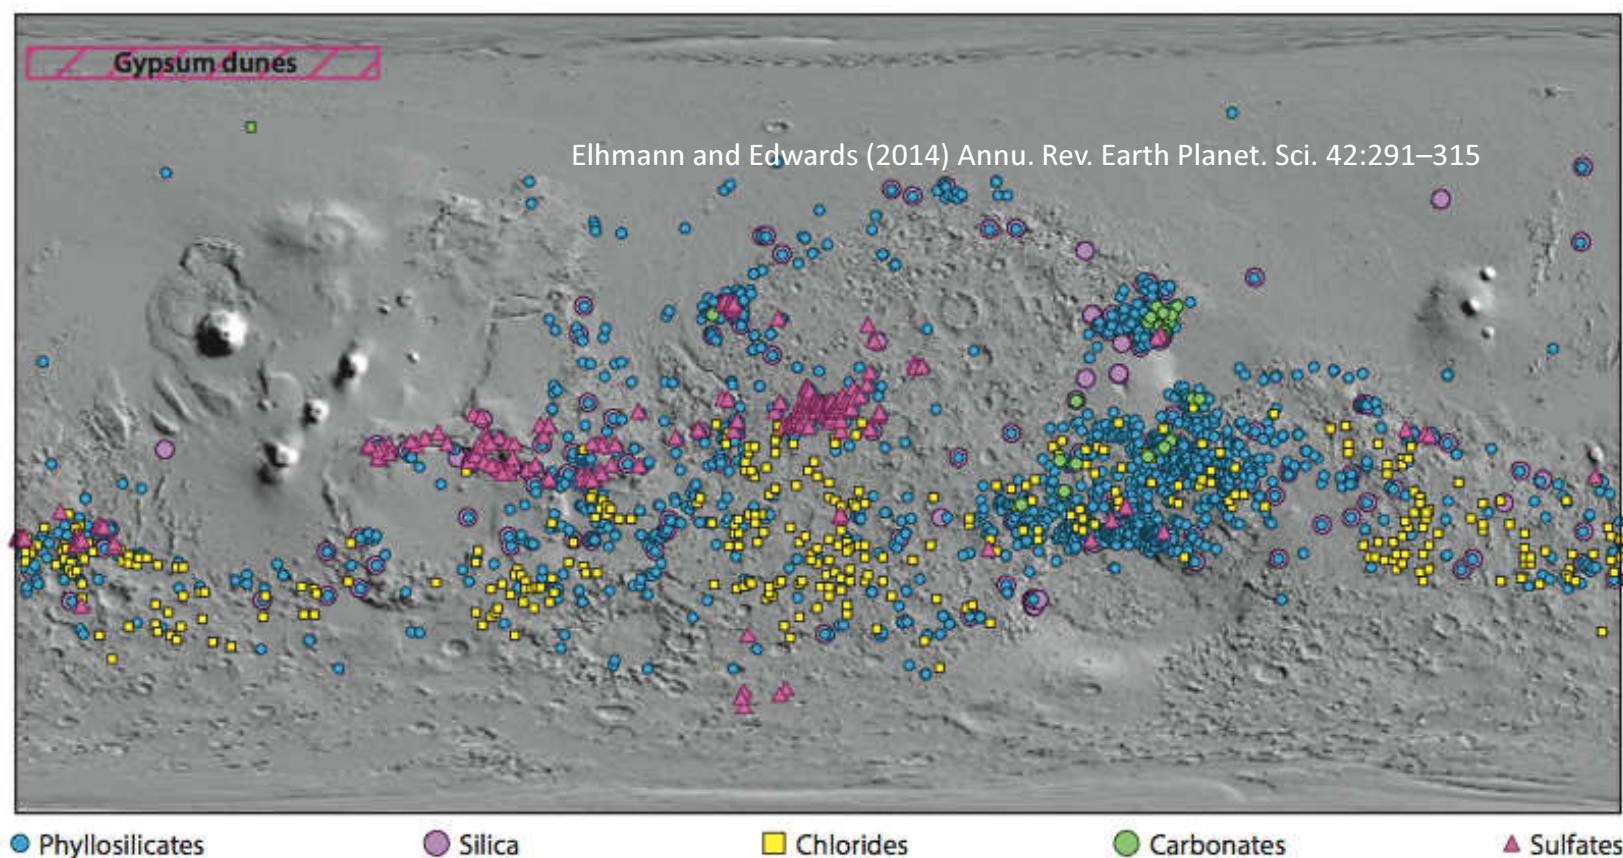 Gypsum dunes
Elhmann and Edwards (2014) Annu. Rev. Earth Planet. Sci. 42:291–315
Phyllosilicates Silica Chlorides Carbonates Sulfates